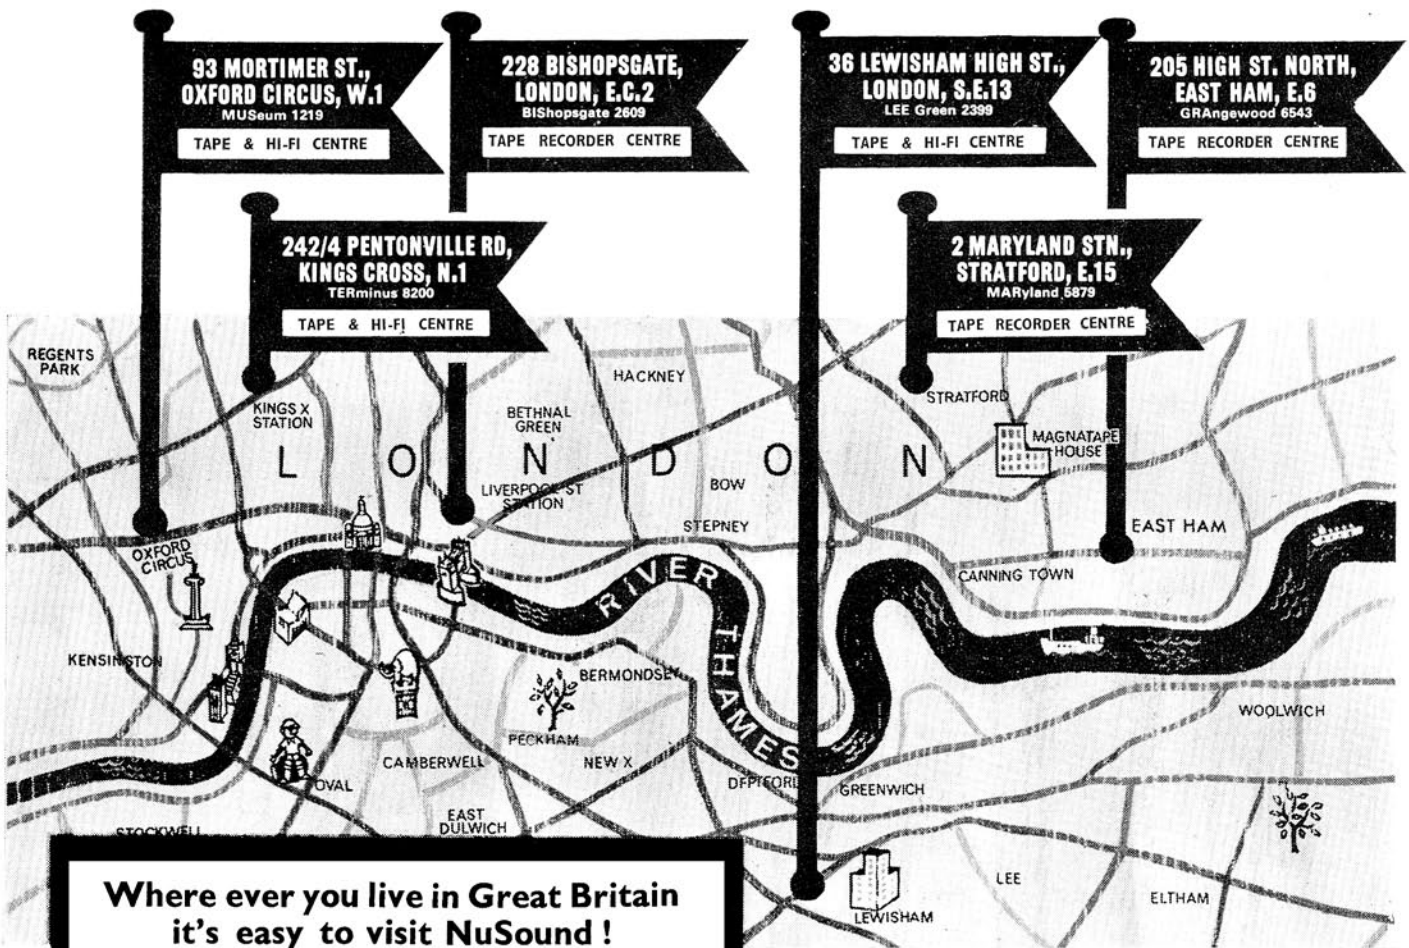 93 MORTIMER ST.,
OXFORD CIRCUS, W.1
MUSeum 1219
TAPE & HI-FI CENTRE
228 BISHOPSGATE,
LONDON, E.C.2
BIShopsgate 2609
TAPE RECORDER CENTRE
36 LEWISHAM HIGH ST.,
LONDON, S.E.13
LEE Green 2399
TAPE & HI-FI CENTRE
205 HIGH ST. NORTH,
EAST HAM, E.6
GRAngewood 6543
TAPE RECORDER CENTRE
242/4 PENTONVILLE RD,
KINGS CROSS, N.1
TERminus 8200
TAPE & HI-FI CENTRE
2 MARYLAND STN.,
STRATFORD, E.15
MARyland 5879
TAPE RECORDER CENTRE
REGENTS
PARK
HACKNEY
STRATFORD
KINGS X
STATION
BETHNAL
GREEN
MAGNATAPE
HOUSE
LONDON
LIVERPOOL ST
STATION
BOW
STEPNEY
EAST HAM
OXFORD
CIRCUS
CANNING TOWN
RIVER THAMES
KENSINGTON
BERMONDSEY
WOOLWICH
PECKHAM
CAMBERWELL
NEW X
OVAL
DEPTFORD
GREENWICH
EAST
DULWICH
STOCKWELL
LEE
ELTHAM
LEWISHAM
Where ever you live in Great Britain
it's easy to visit NuSound !